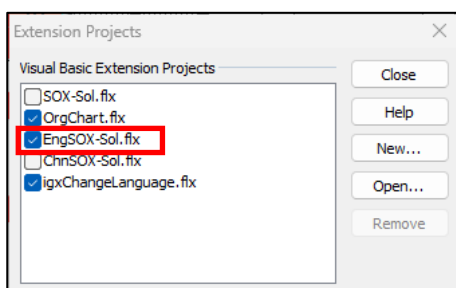 Extension Projects
Visual Basic Extension Projects
SOX-Sol.flx
OrgChart.flx
EngSOX-Sol.flx
ChnSOX-Sol.flx
igxChangeLanguage.flx
Close
Help
New...
Open...
Remove